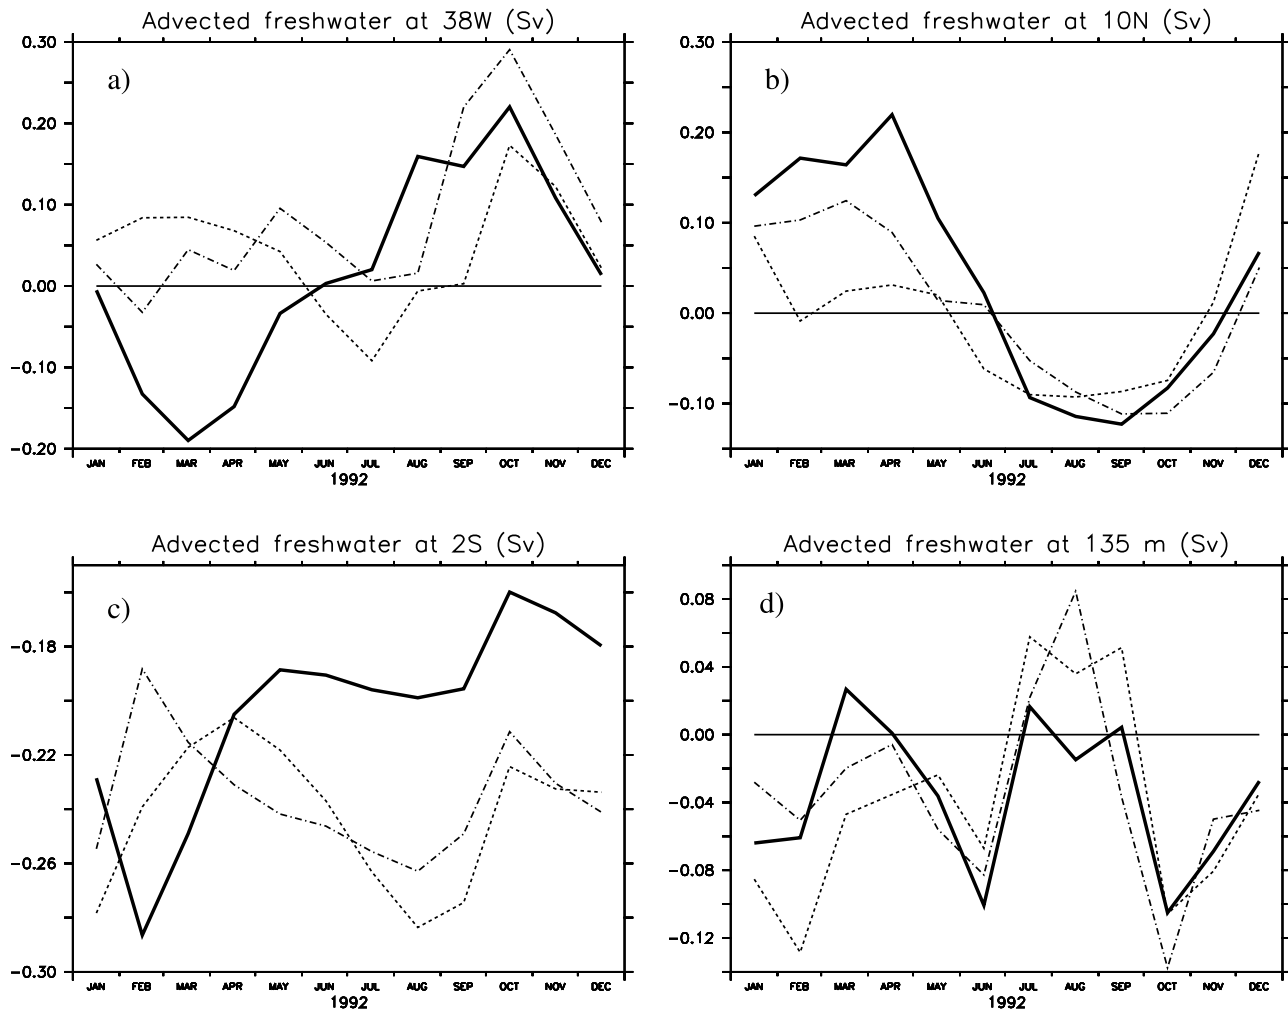 Advected freshwater at 38W (Sv)
a)
0.30
0.20
0.10
0.00
-0.10
-0.20
JAN FEB MAR APR MAY JUN JUL AUG SEP OCT NOV DEC
1992
Advected freshwater at 10N (Sv)
b)
0.30
0.20
0.10
0.00
-0.10
JAN FEB MAR APR MAY JUN JUL AUG SEP OCT NOV DEC
1992
Advected freshwater at 2S (Sv)
c)
-0.18
-0.22
-0.26
-0.30
JAN FEB MAR APR MAY JUN JUL AUG SEP OCT NOV DEC
1992
Advected freshwater at 135 m (Sv)
d)
0.08
0.04
0.00
-0.04
-0.08
-0.12
JAN FEB MAR APR MAY JUN JUL AUG SEP OCT NOV DEC
1992